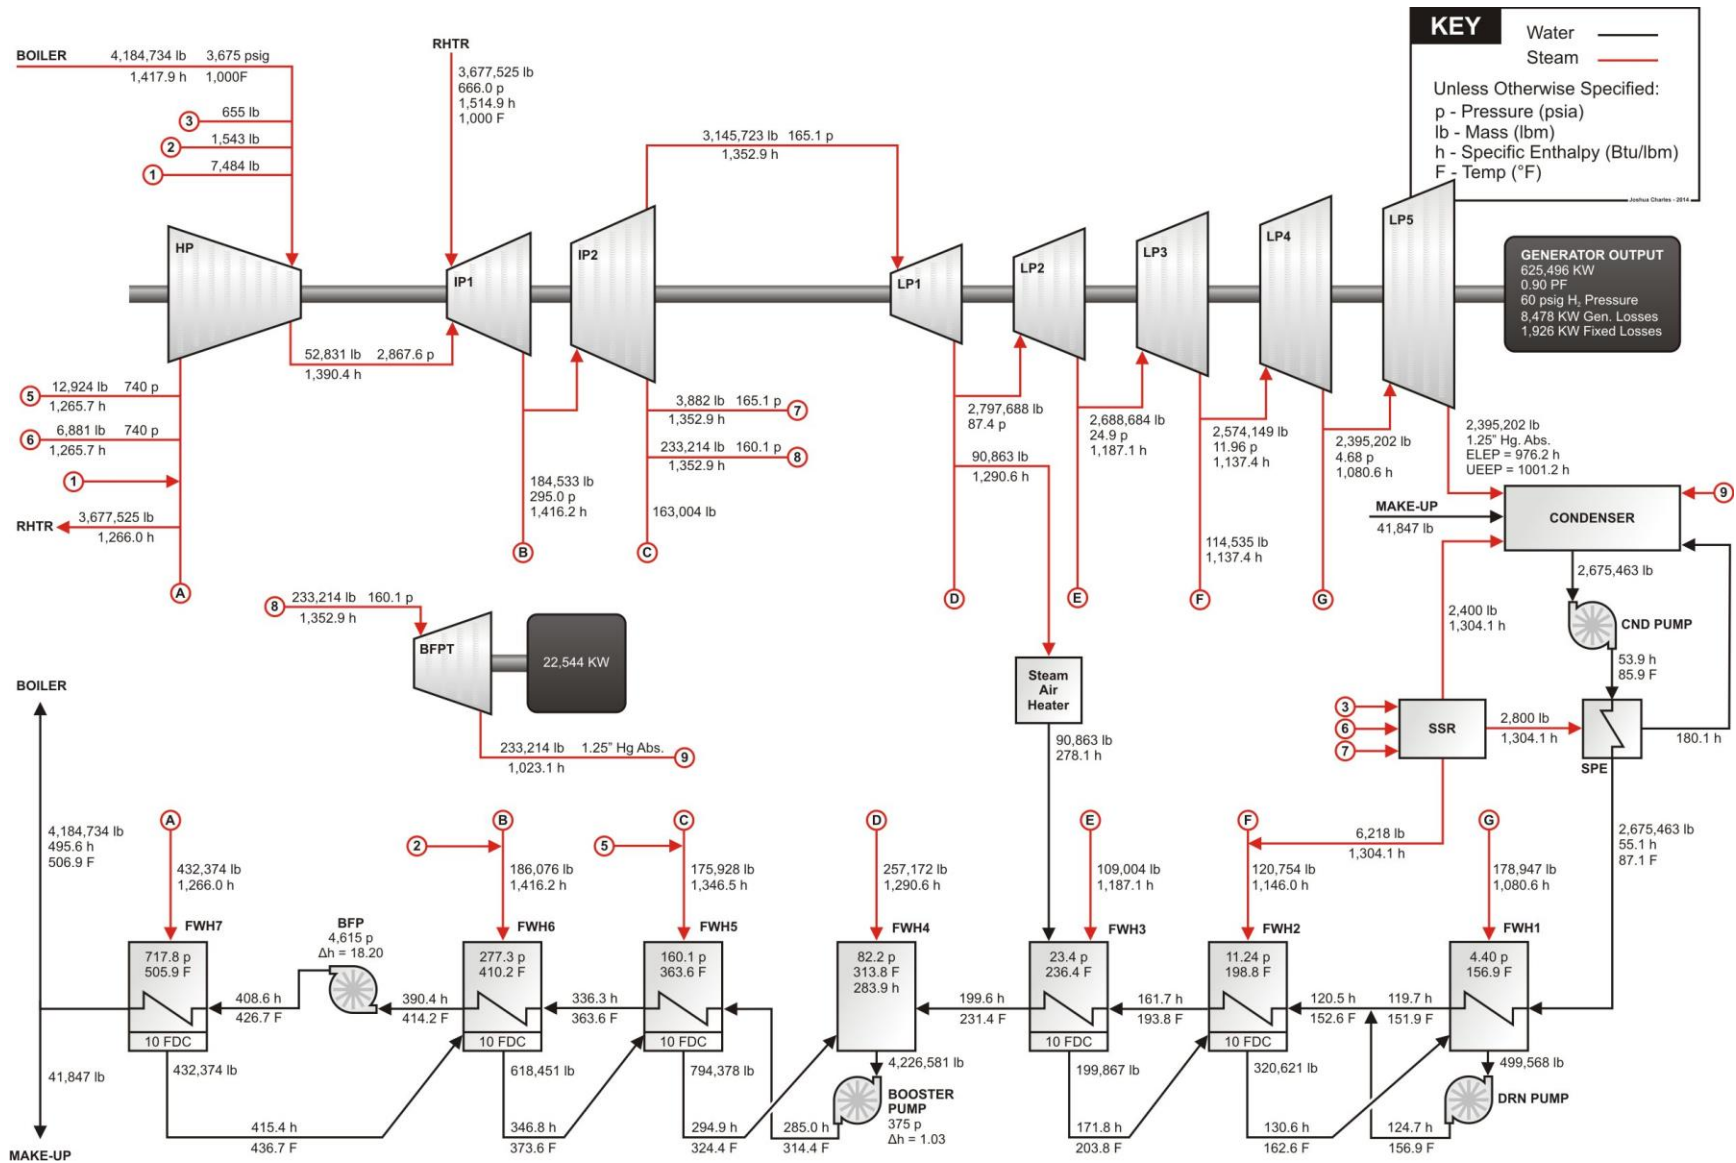 BOILER
4,184,734 lb 3,675 psig
1,417.9 h 1,000F
3
655 lb
2
1,543 lb
1
7,484 lb
RHTR
3,677,525 lb
666.0 p
1,514.9 h
1,000 F
3,145,723 lb 165.1 p
1,352.9 h
KEY
Water
Steam
Unless Otherwise Specified:
p - Pressure (psia)
lb - Mass (lbm)
h - Specific Enthalpy (Btu/lbm)
F - Temp (°F)
Joshua Charles - 2014
HP
IP1
IP2
LP1
LP2
LP3
LP4
LP5
GENERATOR OUTPUT
625,496 KW
0.90 PF
60 psig H₂ Pressure
8,478 KW Gen. Losses
1,926 KW Fixed Losses
52,831 lb 2,867.6 p
1,390.4 h
5
12,924 lb 740 p
1,265.7 h
6
6,881 lb 740 p
1,265.7 h
1
RHTR
3,677,525 lb
1,266.0 h
A
184,533 lb
295.0 p
1,416.2 h
B
3,882 lb 165.1 p
1,352.9 h
7
233,214 lb 160.1 p
1,352.9 h
8
163,004 lb
C
2,797,688 lb
87.4 p
90,863 lb
1,290.6 h
D
2,688,684 lb
24.9 p
1,187.1 h
E
2,574,149 lb
11.96 p
1,137.4 h
114,535 lb
1,137.4 h
F
2,395,202 lb
4.68 p
1,080.6 h
G
2,395,202 lb
1.25" Hg. Abs.
ELEP = 976.2 h
UEEP = 1001.2 h
9
MAKE-UP
41,847 lb
CONDENSER
2,675,463 lb
CND PUMP
53.9 h
85.9 F
2,400 lb
1,304.1 h
3
6
7
SSR
2,800 lb
1,304.1 h
SPE
180.1 h
8
233,214 lb 160.1 p
1,352.9 h
BFPT
22,544 KW
233,214 lb 1.25" Hg Abs.
1,023.1 h
9
Steam
Air
Heater
90,863 lb
278.1 h
BOILER
4,184,734 lb
495.6 h
506.9 F
41,847 lb
MAKE-UP
A
432,374 lb
1,266.0 h
FWH7
717.8 p
505.9 F
10 FDC
432,374 lb
415.4 h
436.7 F
BFP
4,615 p
Δh = 18.20
408.6 h
426.7 F
390.4 h
414.2 F
2
B
186,076 lb
1,416.2 h
FWH6
277.3 p
410.2 F
10 FDC
618,451 lb
346.8 h
373.6 F
336.3 h
363.6 F
5
C
175,928 lb
1,346.5 h
FWH5
160.1 p
363.6 F
10 FDC
794,378 lb
294.9 h
324.4 F
D
257,172 lb
1,290.6 h
FWH4
82.2 p
313.8 F
283.9 h
4,226,581 lb
BOOSTER
PUMP
375 p
Δh = 1.03
285.0 h
314.4 F
199.6 h
231.4 F
E
109,004 lb
1,187.1 h
FWH3
23.4 p
236.4 F
10 FDC
199,867 lb
171.8 h
203.8 F
161.7 h
193.8 F
F
6,218 lb
1,304.1 h
120,754 lb
1,146.0 h
FWH2
11.24 p
198.8 F
10 FDC
320,621 lb
130.6 h
162.6 F
120.5 h
152.6 F
119.7 h
151.9 F
G
178,947 lb
1,080.6 h
FWH1
4.40 p
156.9 F
499,568 lb
DRN PUMP
124.7 h
156.9 F
2,675,463 lb
55.1 h
87.1 F